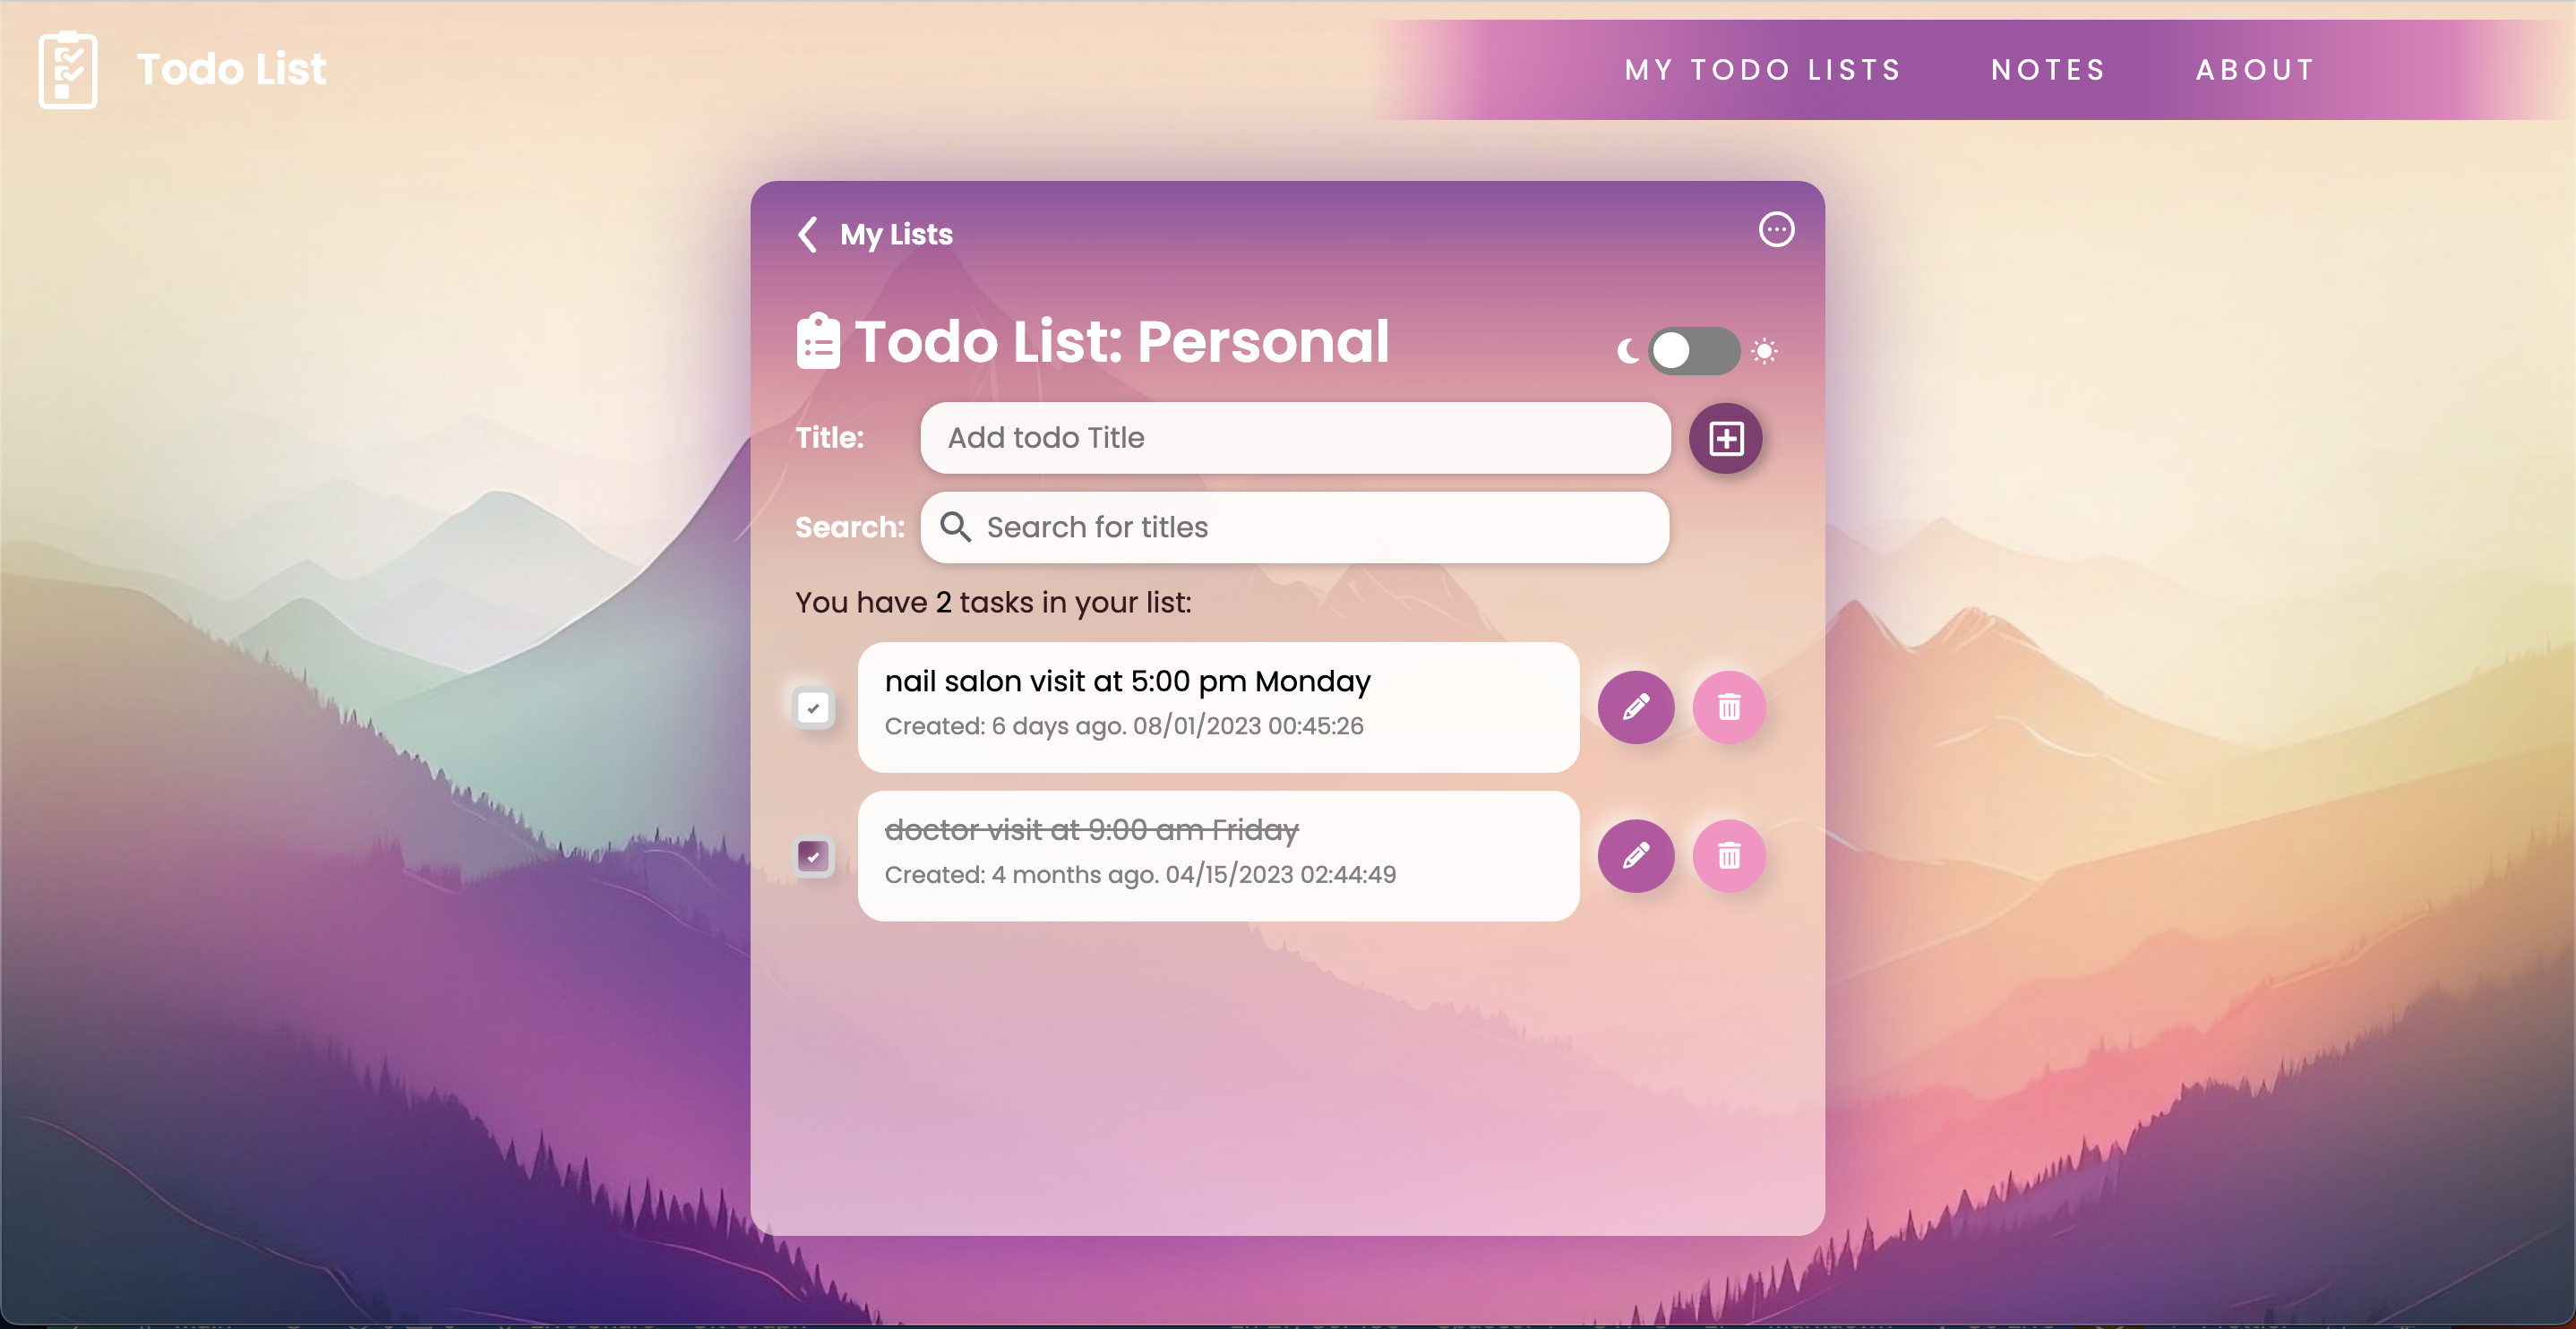 Todo List
MY TODO LISTS NOTES ABOUT
My Lists
Todo List: Personal
Title: Add todo Title
Search: Search for titles
You have 2 tasks in your list:
nail salon visit at 5:00 pm Monday
Created: 6 days ago. 08/01/2023 00:45:26
doctor visit at 9:00 am Friday
Created: 4 months ago. 04/15/2023 02:44:49